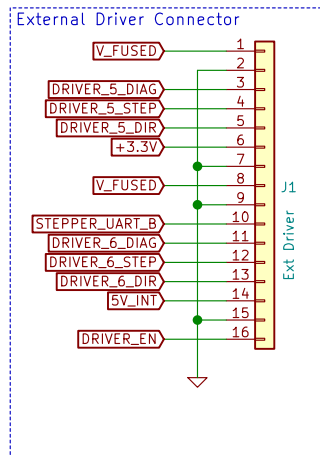 External Driver Connector
V_FUSED 1
2
DRIVER_5_DIAG 3
DRIVER_5_STEP 4
DRIVER_5_DIR 5
+3.3V 6
7
V_FUSED 8
J1
9
STEPPER_UART_B 10
DRIVER_6_DIAG 11
Ext Driver
DRIVER_6_STEP 12
DRIVER_6_DIR 13
5V_INT 14
15
DRIVER_EN 16